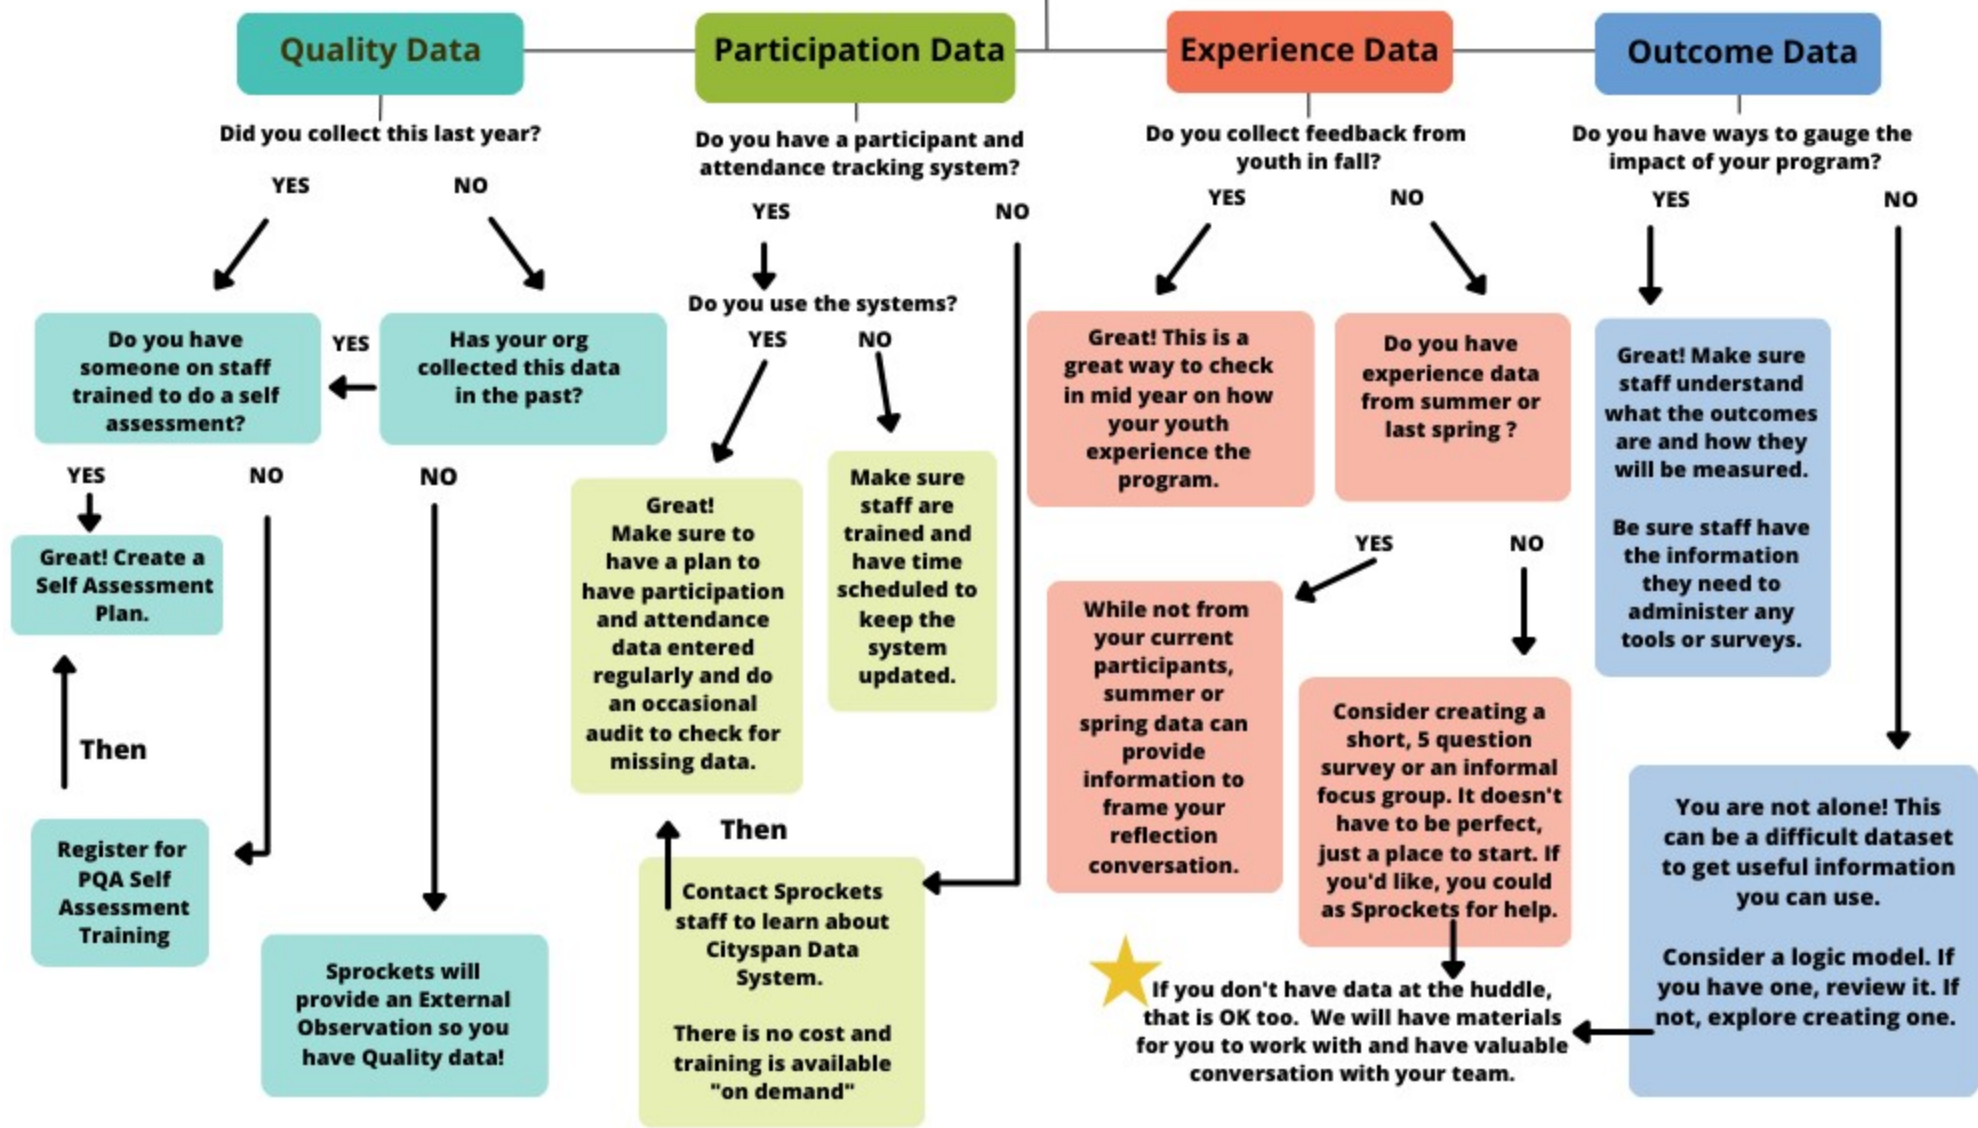 Quality Data
Did you collect this last year?
YES
NO
Do you have
someone on staff
trained to do a self
assessment?
YES
Has your org
collected this data
in the past?
YES
NO
NO
Great! Create a
Self Assessment
Plan.
Then
Register for
PQA Self
Assessment
Training
Sprockets will
provide an External
Observation so you
have Quality data!
Participation Data
Do you have a participant and
attendance tracking system?
YES
NO
Do you use the systems?
YES
NO
Great!
Make sure to
have a plan to
have participation
and attendance
data entered
regularly and do
an occasional
audit to check for
missing data.
Make sure
staff are
trained and
have time
scheduled to
keep the
system
updated.
Then
Contact Sprockets
staff to learn about
Cityspan Data
System.
There is no cost and
training is available
"on demand"
Experience Data
Do you collect feedback from
youth in fall?
YES
NO
Great! This is a
great way to check
in mid year on how
your youth
experience the
program.
Do you have
experience data
from summer or
last spring ?
YES
NO
While not from
your current
participants,
summer or
spring data can
provide
information to
frame your
reflection
conversation.
Consider creating a
short, 5 question
survey or an informal
focus group. It doesn't
have to be perfect,
just a place to start. If
you'd like, you could
as Sprockets for help.
If you don't have data at the huddle,
that is OK too.  We will have materials
for you to work with and have valuable
conversation with your team.
Outcome Data
Do you have ways to gauge the
impact of your program?
YES
NO
Great! Make sure
staff understand
what the outcomes
are and how they
will be measured.
Be sure staff have
the information
they need to
administer any
tools or surveys.
You are not alone! This
can be a difficult dataset
to get useful information
you can use.
Consider a logic model. If
you have one, review it. If
not, explore creating one.